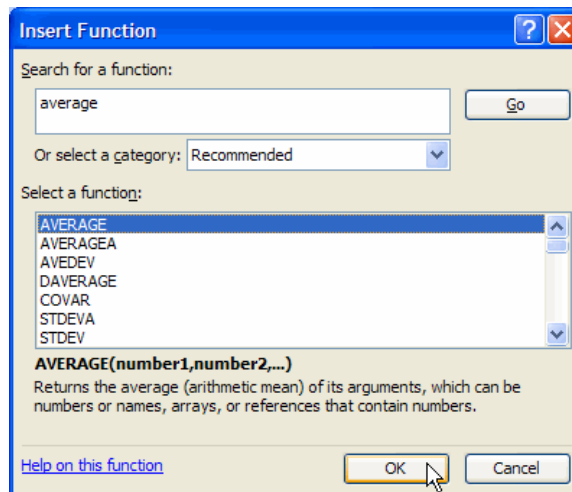 Insert Function
Search for a function:
average
Go
Or select a category: Recommended
Select a function:
AVERAGE
AVERAGEA
AVEDEV
DAVERAGE
COVAR
STDEVA
STDEV
AVERAGE(number1,number2,...)
Returns the average (arithmetic mean) of its arguments, which can be
numbers or names, arrays, or references that contain numbers.
Help on this function
OK
Cancel